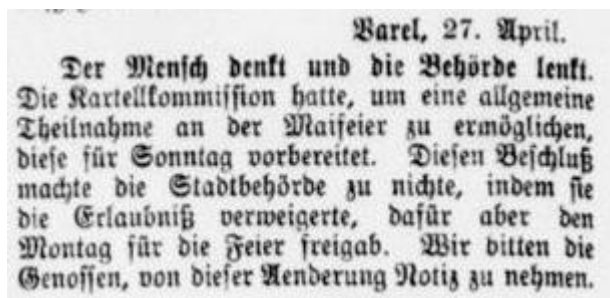 Varel, 27. April.
Der Mensch denkt und die Behörde lenkt.
Die Kartellkommission hatte, um eine allgemeine
Theilnahme an der Maifeier zu ermöglichen,
diese für Sonntag vorbereitet. Diesen Beschluß
machte die Stadtbehörde zu nichte, indem sie
die Erlaubniß verweigerte, dafür aber den
Montag für die Feier freigab. Wir bitten die
Genossen, von dieser Aenderung Notiz zu nehmen.